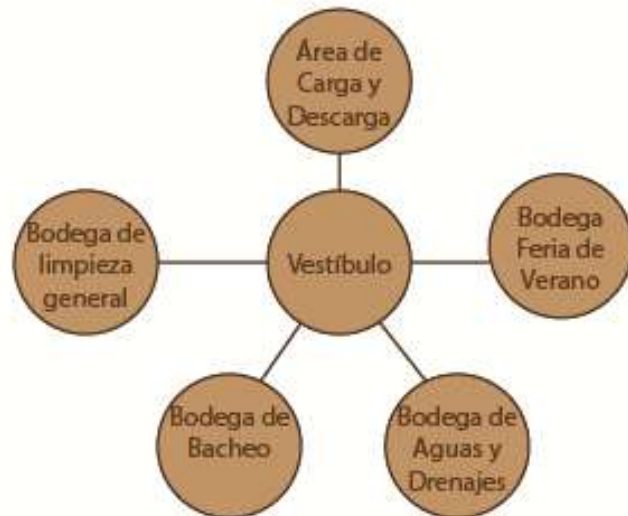 Área de
Carga y
Descarga
Bodega de
limpieza
general
Vestíbulo
Bodega
Feria de
Verano
Bodega de
Bacheo
Bodega de
Aguas y
Drenajes